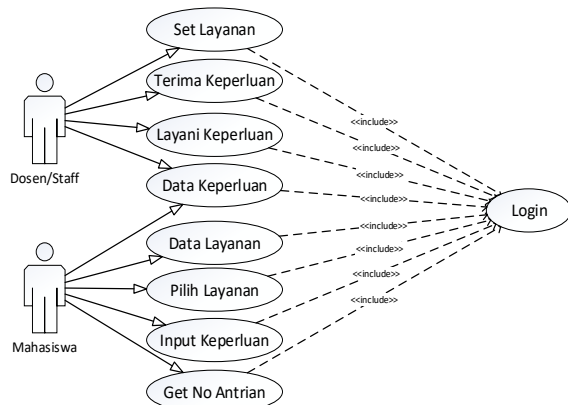 Set Layanan
Terima Keperluan
<<include>>
<<include>>
Layani Keperluan
Dosen/Staff
<<include>>
Data Keperluan
<<include>>
Login
Data Layanan
<<include>>
<<include>>
Pilih Layanan
<<include>>
<<include>>
Mahasiswa
Input Keperluan
Get No Antrian